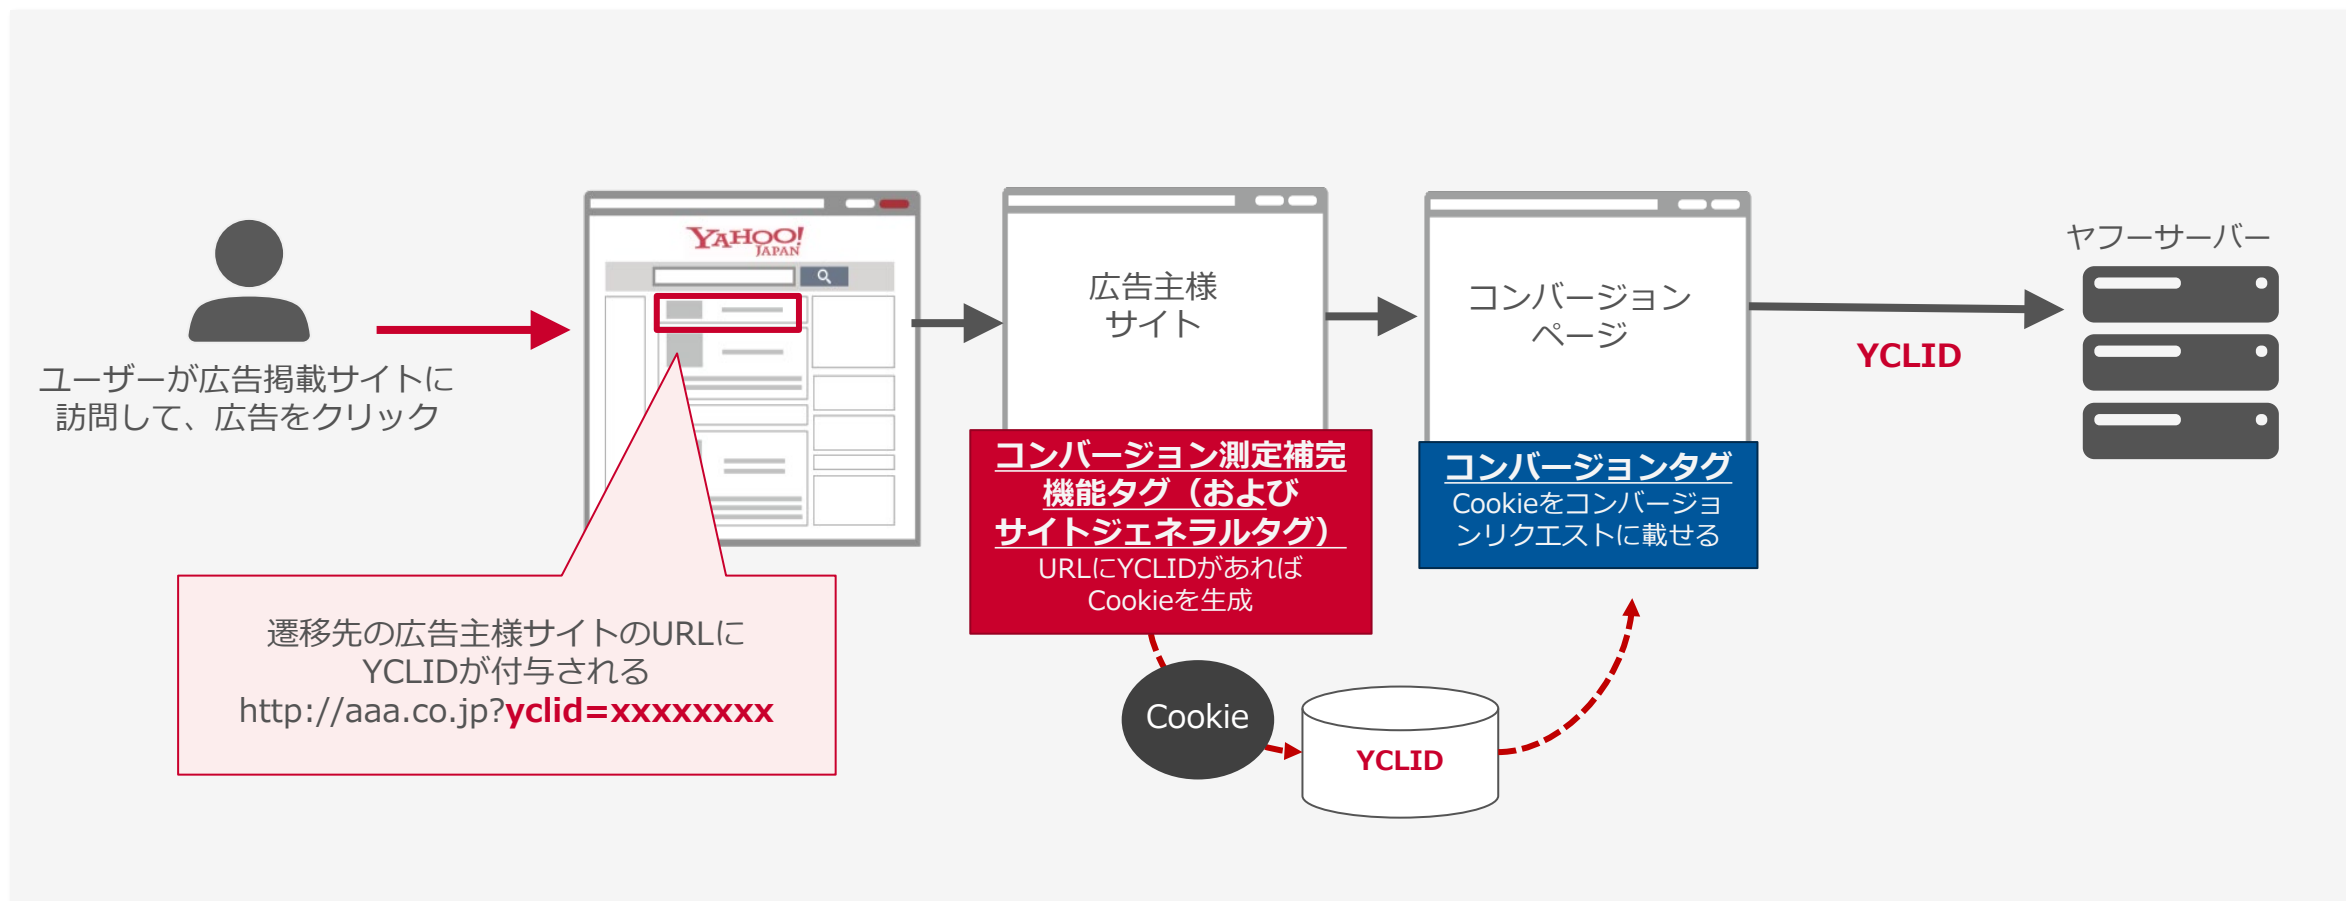 ユーザーが広告掲載サイトに
訪問して、広告をクリック
YAHOO!
JAPAN
遷移先の広告主様サイトのURLに
YCLIDが付与される
http://aaa.co.jp?yclid=xxxxxxxx
広告主様
サイト
コンバージョン測定補完
機能タグ（および
サイトジェネラルタグ）
URLにYCLIDがあれば
Cookieを生成
Cookie
YCLID
コンバージョン
ページ
コンバージョンタグ
Cookieをコンバージョ
ンリクエストに載せる
YCLID
ヤフーサーバー